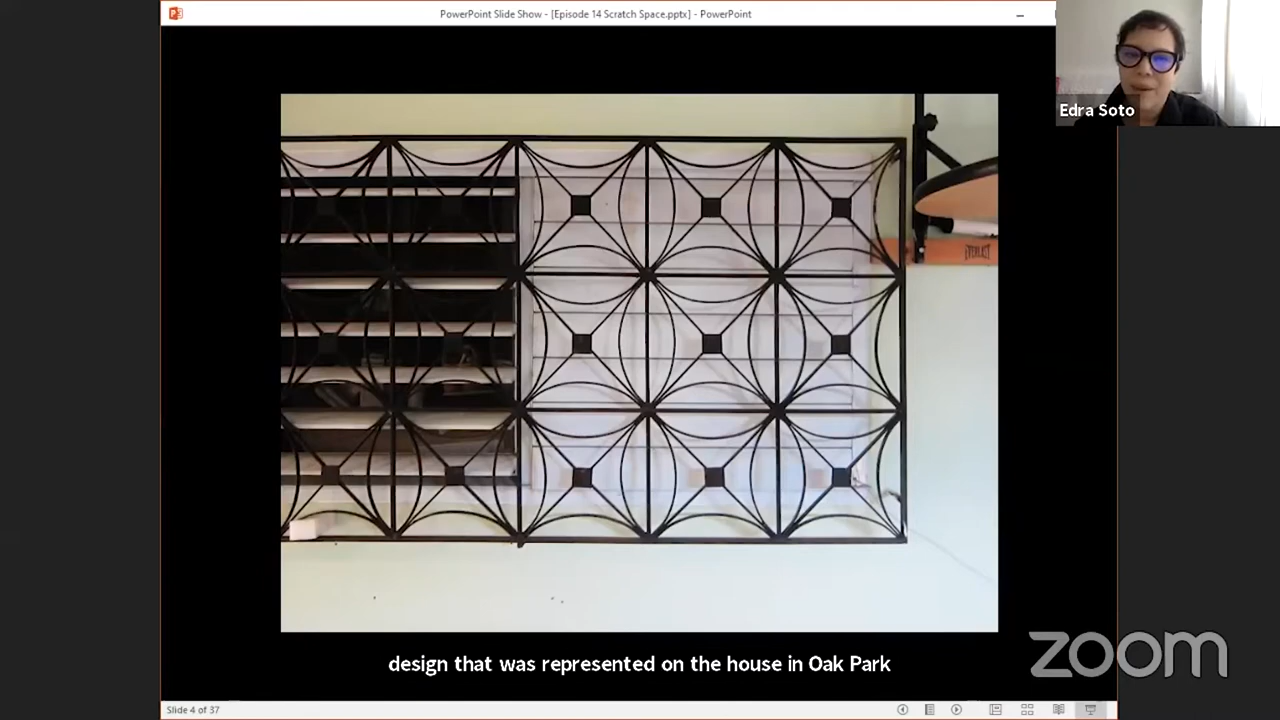 PowerPoint Slide Show - [Episode 14 Scratch Space.pptx] - PowerPoint
Edra Soto
EVERLAST
design that was represented on the house in Oak Park
zoom
Slide 4 of 37